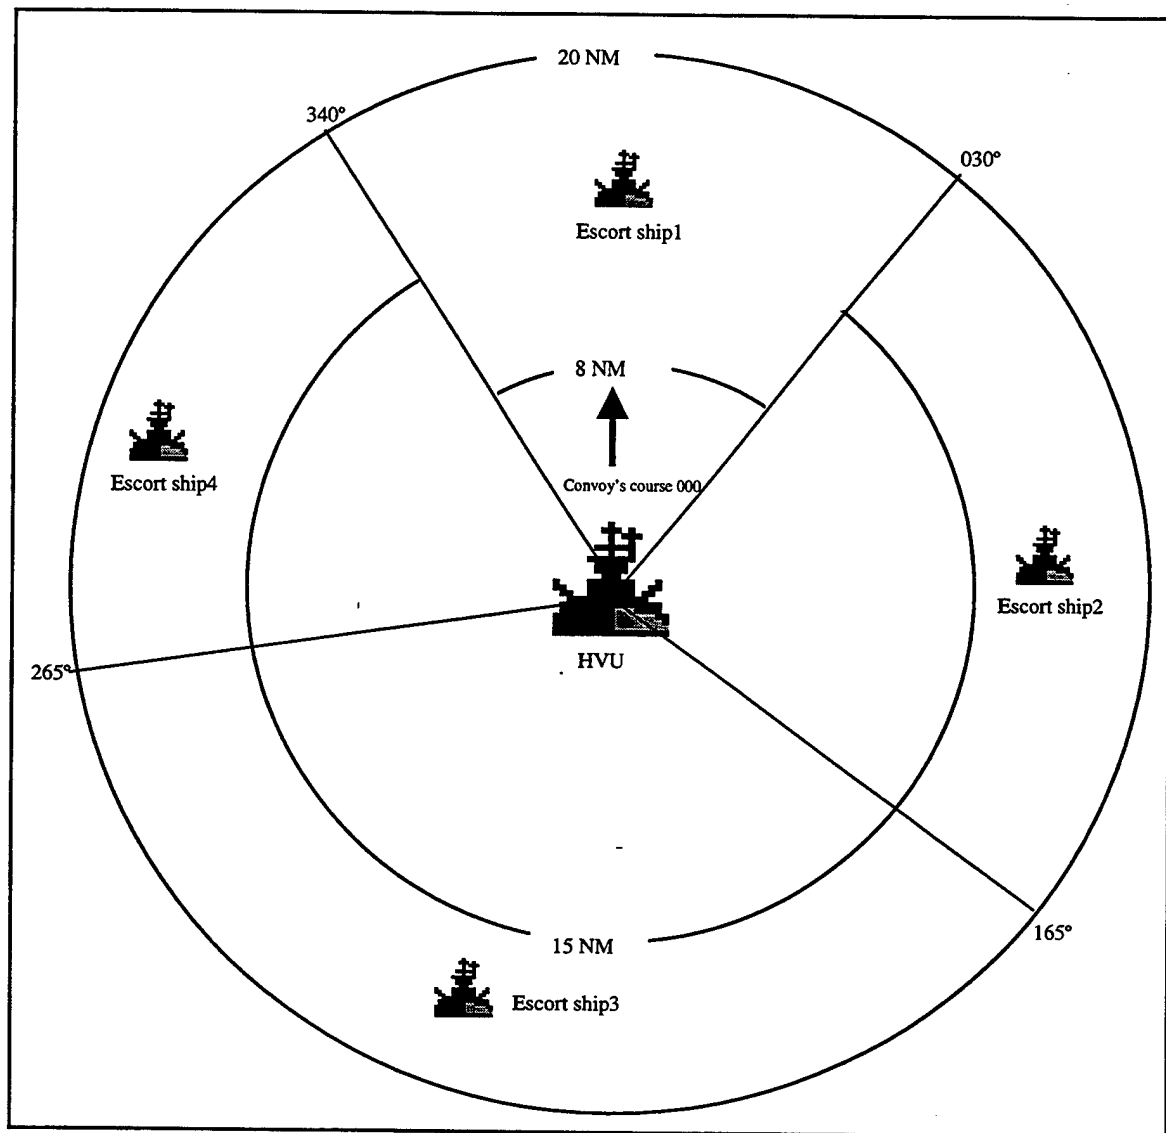 20 NM
340°
030°
Escort ship1
8 NM
Escort ship4
Convoy's course 000
Escort ship2
HVU
265°
165°
15 NM
Escort ship3